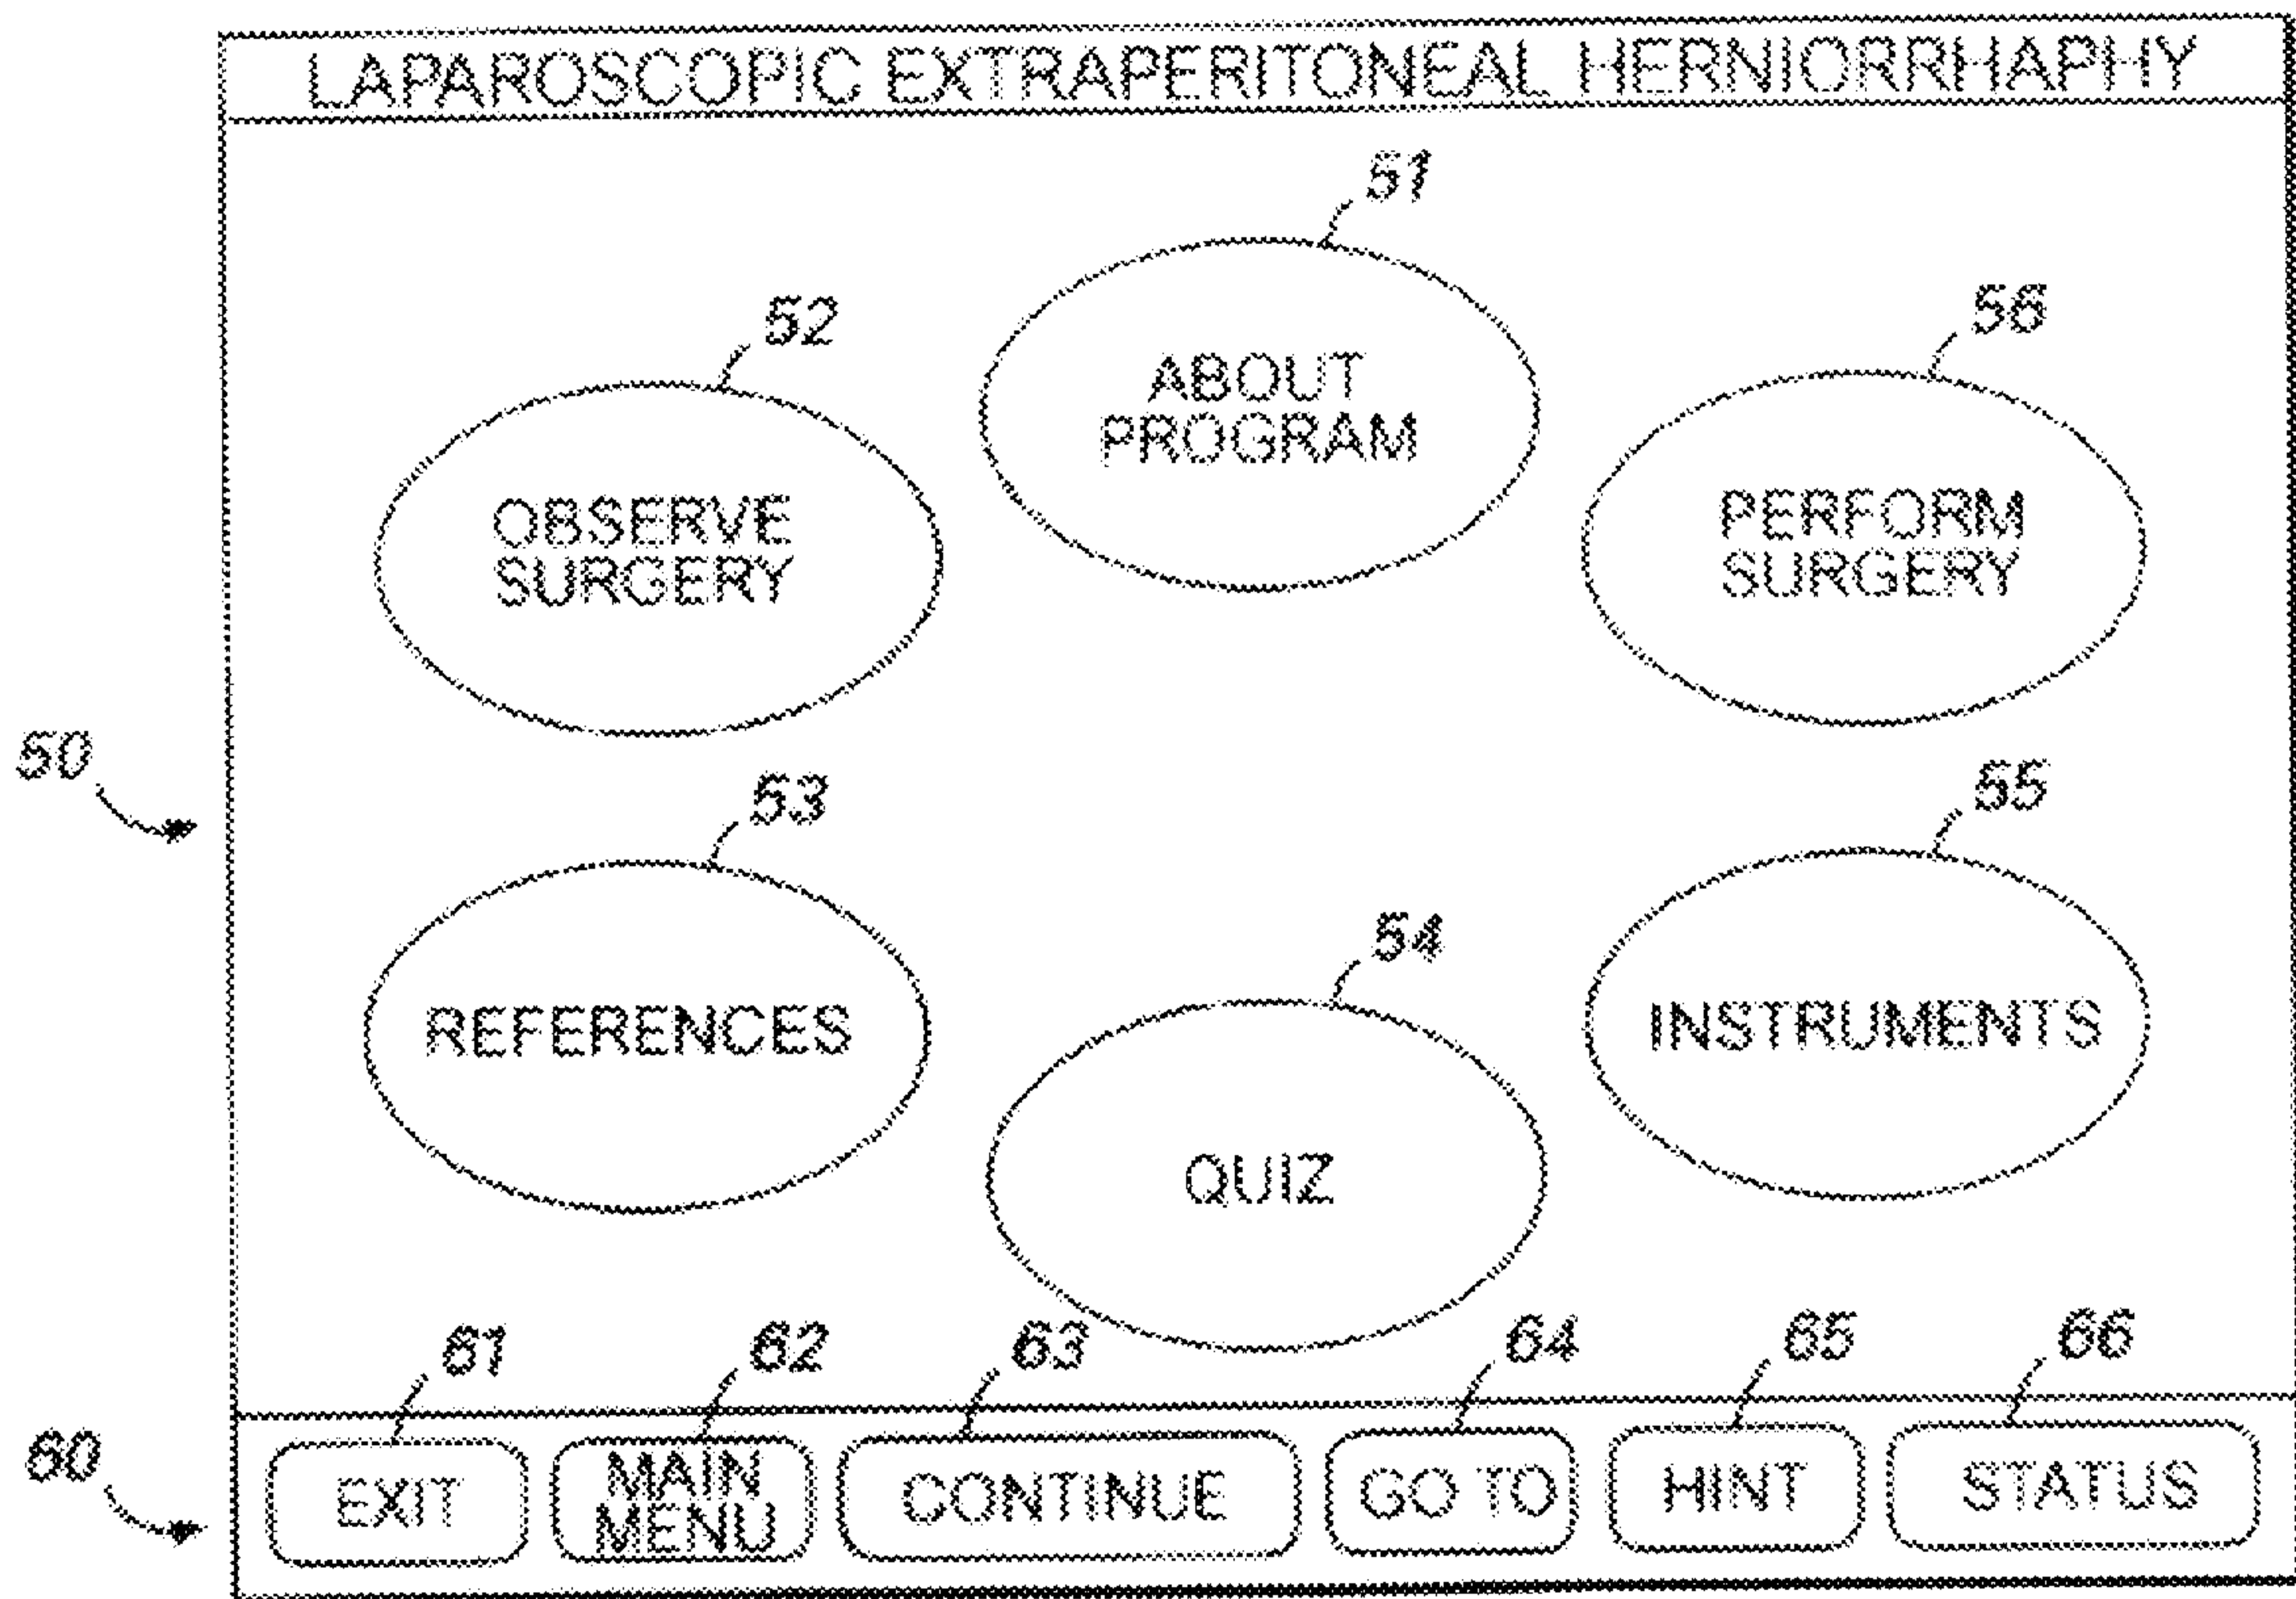 LAPAROSCOPIC EXTRAPERITONEAL HERNIORRHAPHY
51
52
56
ABOUT
PROGRAM
OBSERVE
SURGERY
PERFORM
SURGERY
50
53
55
54
REFERENCES
INSTRUMENTS
QUIZ
61
62
63
64
65
66
60
EXIT
MAIN
MENU
CONTINUE
GO TO
HINT
STATUS